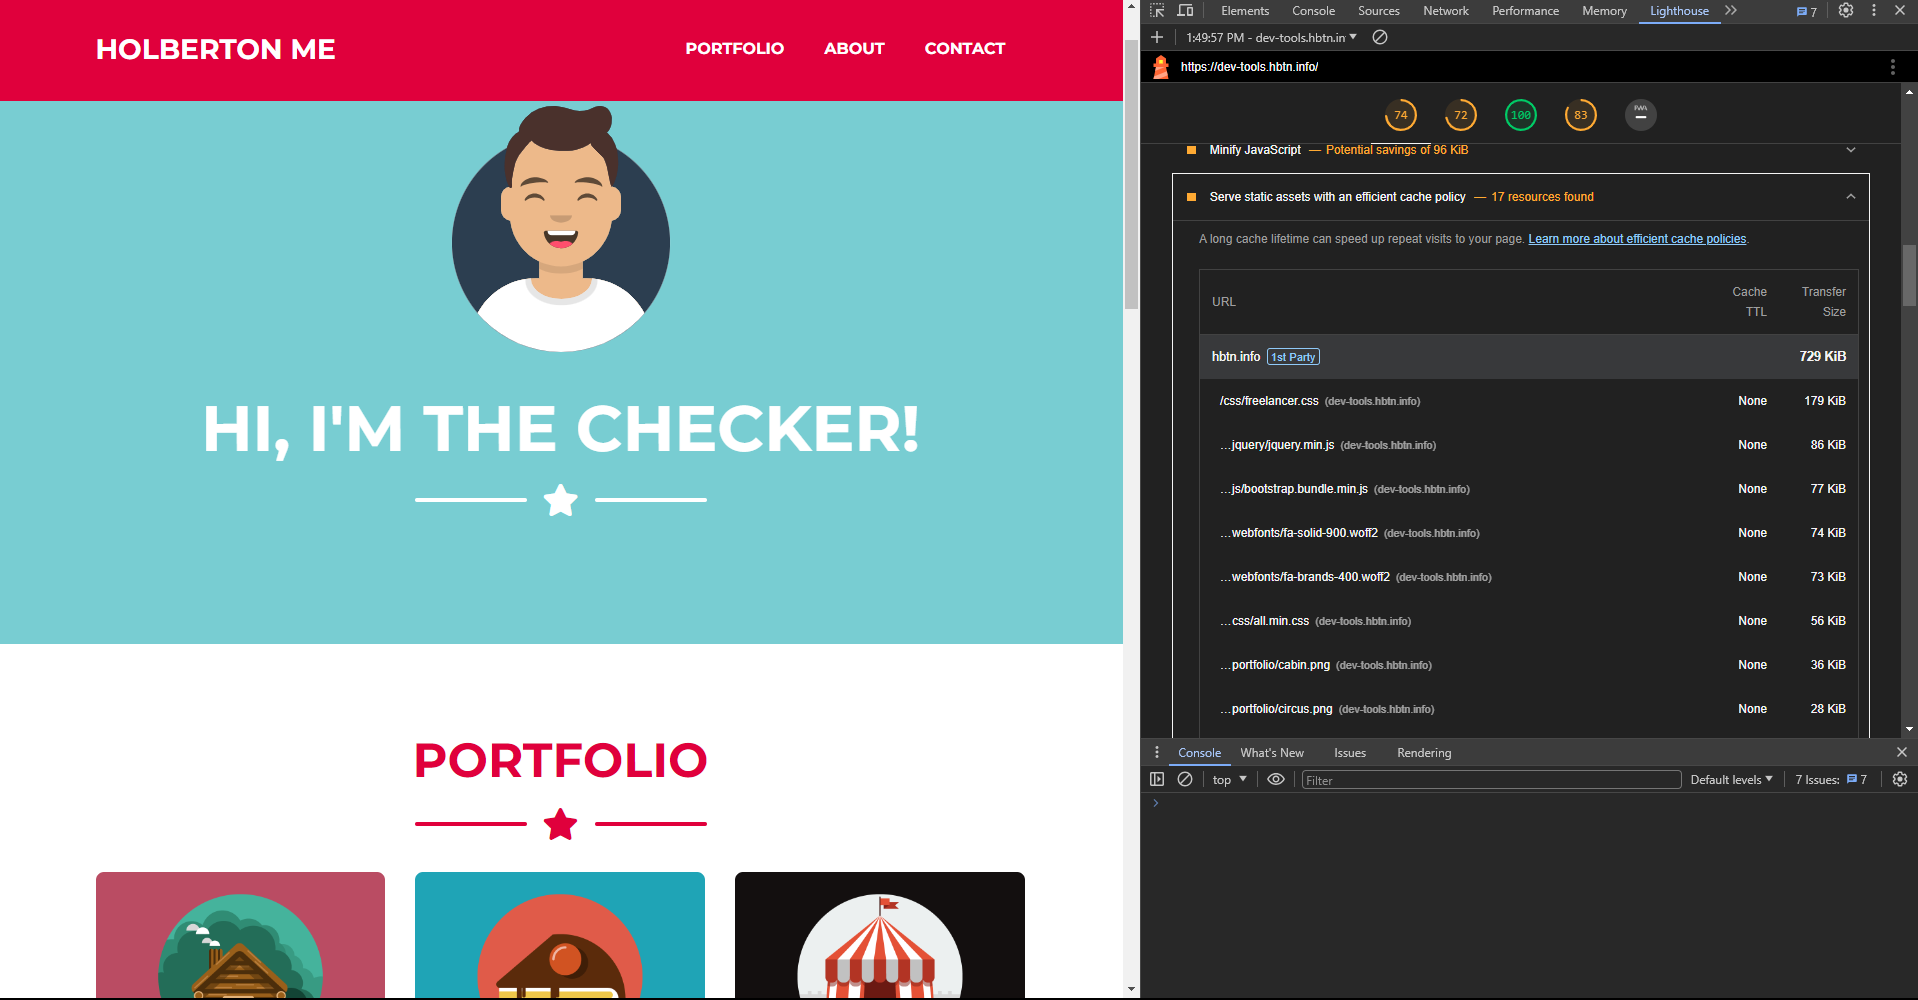 HOLBERTON ME
PORTFOLIO ABOUT CONTACT
HI, I'M THE CHECKER!
PORTFOLIO
Elements Console Sources Network Performance Memory Lighthouse 7
1:49:57 PM - dev-tools.hbtn.in
https://dev-tools.hbtn.info/
74 72 100 83 PWA
Minify JavaScript — Potential savings of 96 KiB
Serve static assets with an efficient cache policy — 17 resources found
A long cache lifetime can speed up repeat visits to your page. Learn more about efficient cache policies.
URL Cache TTL Transfer Size
hbtn.info 1st Party 729 KiB
/css/freelancer.css (dev-tools.hbtn.info) None 179 KiB
…jquery/jquery.min.js (dev-tools.hbtn.info) None 86 KiB
…js/bootstrap.bundle.min.js (dev-tools.hbtn.info) None 77 KiB
…webfonts/fa-solid-900.woff2 (dev-tools.hbtn.info) None 74 KiB
…webfonts/fa-brands-400.woff2 (dev-tools.hbtn.info) None 73 KiB
…css/all.min.css (dev-tools.hbtn.info) None 56 KiB
…portfolio/cabin.png (dev-tools.hbtn.info) None 36 KiB
…portfolio/circus.png (dev-tools.hbtn.info) None 28 KiB
Console What's New Issues Rendering
top Filter Default levels 7 Issues: 7